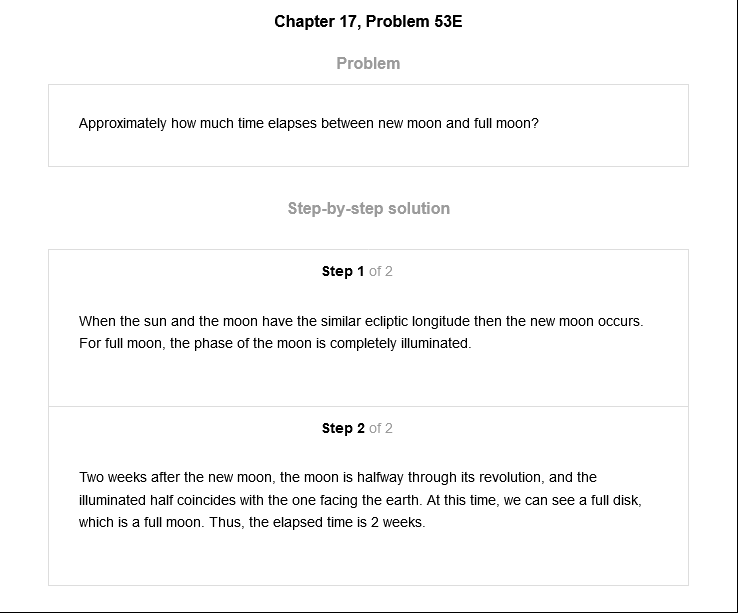 Chapter 17, Problem 53E
Problem
Approximately how much time elapses between new moon and full moon?
Step-by-step solution
Step 1 of 2
When the sun and the moon have the similar ecliptic longitude then the new moon occurs.
For full moon, the phase of the moon is completely illuminated.
Step 2 of 2
Two weeks after the new moon, the moon is halfway through its revolution, and the
illuminated half coincides with the one facing the earth. At this time, we can see a full disk,
which is a full moon. Thus, the elapsed time is 2 weeks.